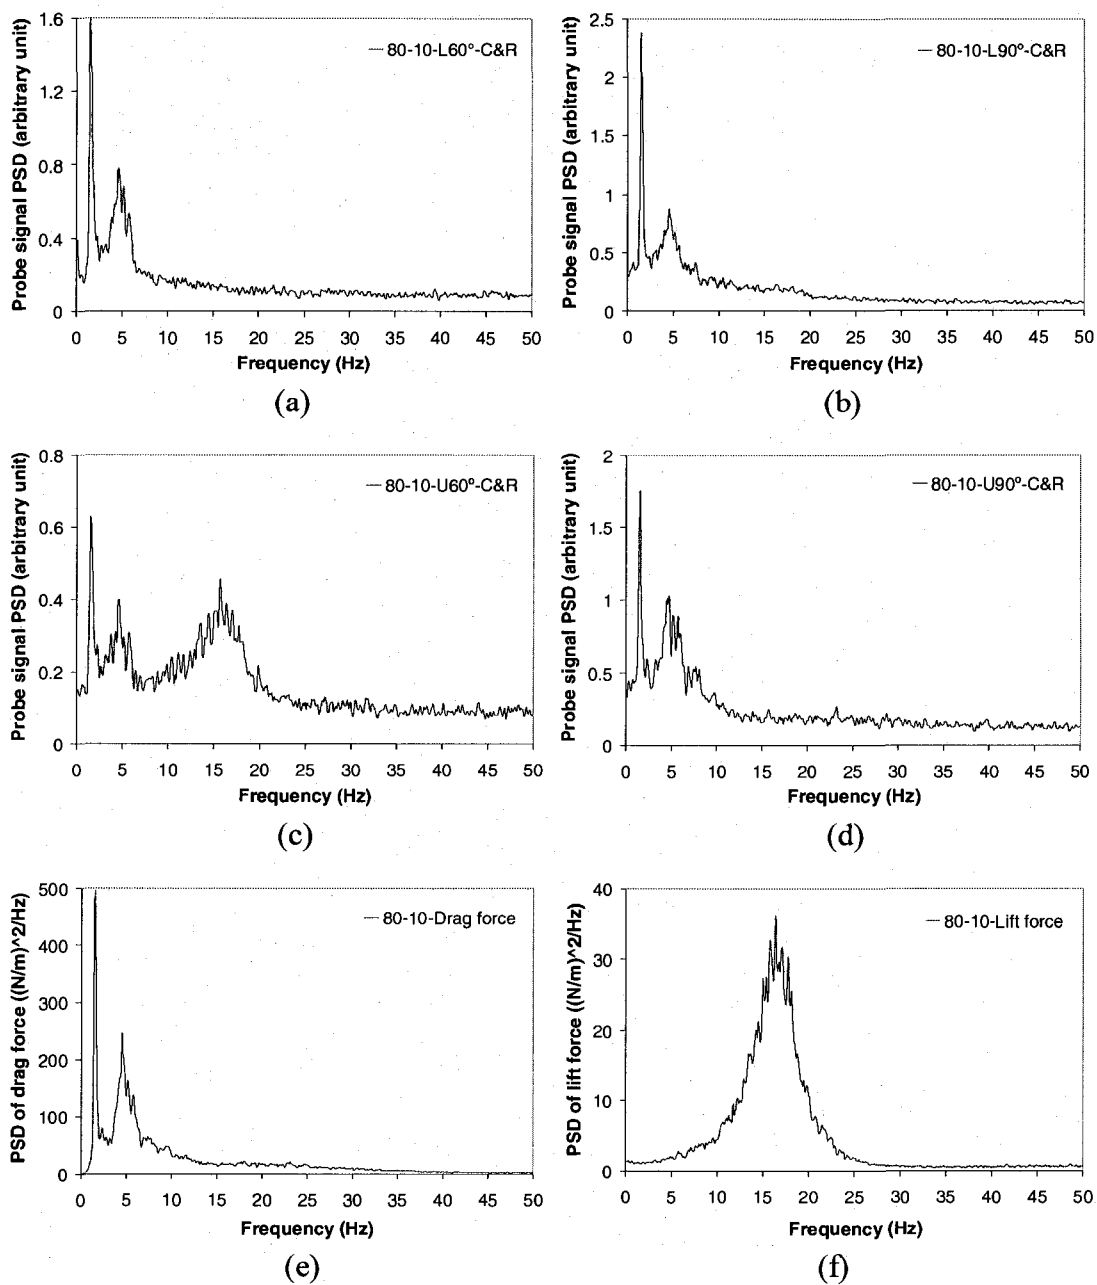 Probe signal PSD (arbitrary unit)
1.6
1.2
0.8
0.4
0
80-10-L60°-C&R
0 5 10 15 20 25 30 35 40 45 50
Frequency (Hz)
(a)
Probe signal PSD (arbitrary unit)
2.5
2
1.5
1
0.5
0
80-10-L90°-C&R
0 5 10 15 20 25 30 35 40 45 50
Frequency (Hz)
(b)
Probe signal PSD (arbitrary unit)
0.8
0.6
0.4
0.2
0
80-10-U60°-C&R
0 5 10 15 20 25 30 35 40 45 50
Frequency (Hz)
(c)
Probe signal PSD (arbitrary unit)
2
1.5
1
0.5
0
80-10-U90°-C&R
0 5 10 15 20 25 30 35 40 45 50
Frequency (Hz)
(d)
PSD of drag force ((N/m)^2/Hz)
500
400
300
200
100
0
80-10-Drag force
0 5 10 15 20 25 30 35 40 45 50
Frequency (Hz)
(e)
PSD of lift force ((N/m)^2/Hz)
40
30
20
10
0
80-10-Lift force
0 5 10 15 20 25 30 35 40 45 50
Frequency (Hz)
(f)